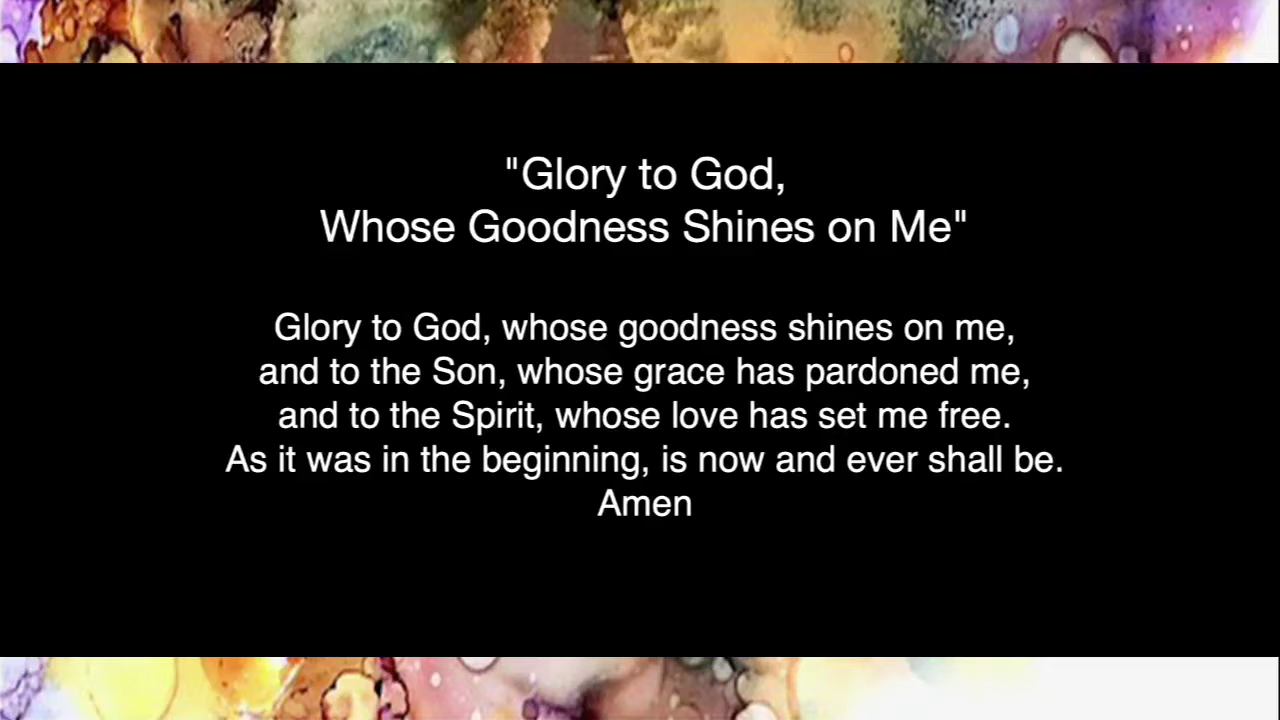 "Glory to God,
Whose Goodness Shines on Me"
Glory to God, whose goodness shines on me,
and to the Son, whose grace has pardoned me,
and to the Spirit, whose love has set me free.
As it was in the beginning, is now and ever shall be.
Amen